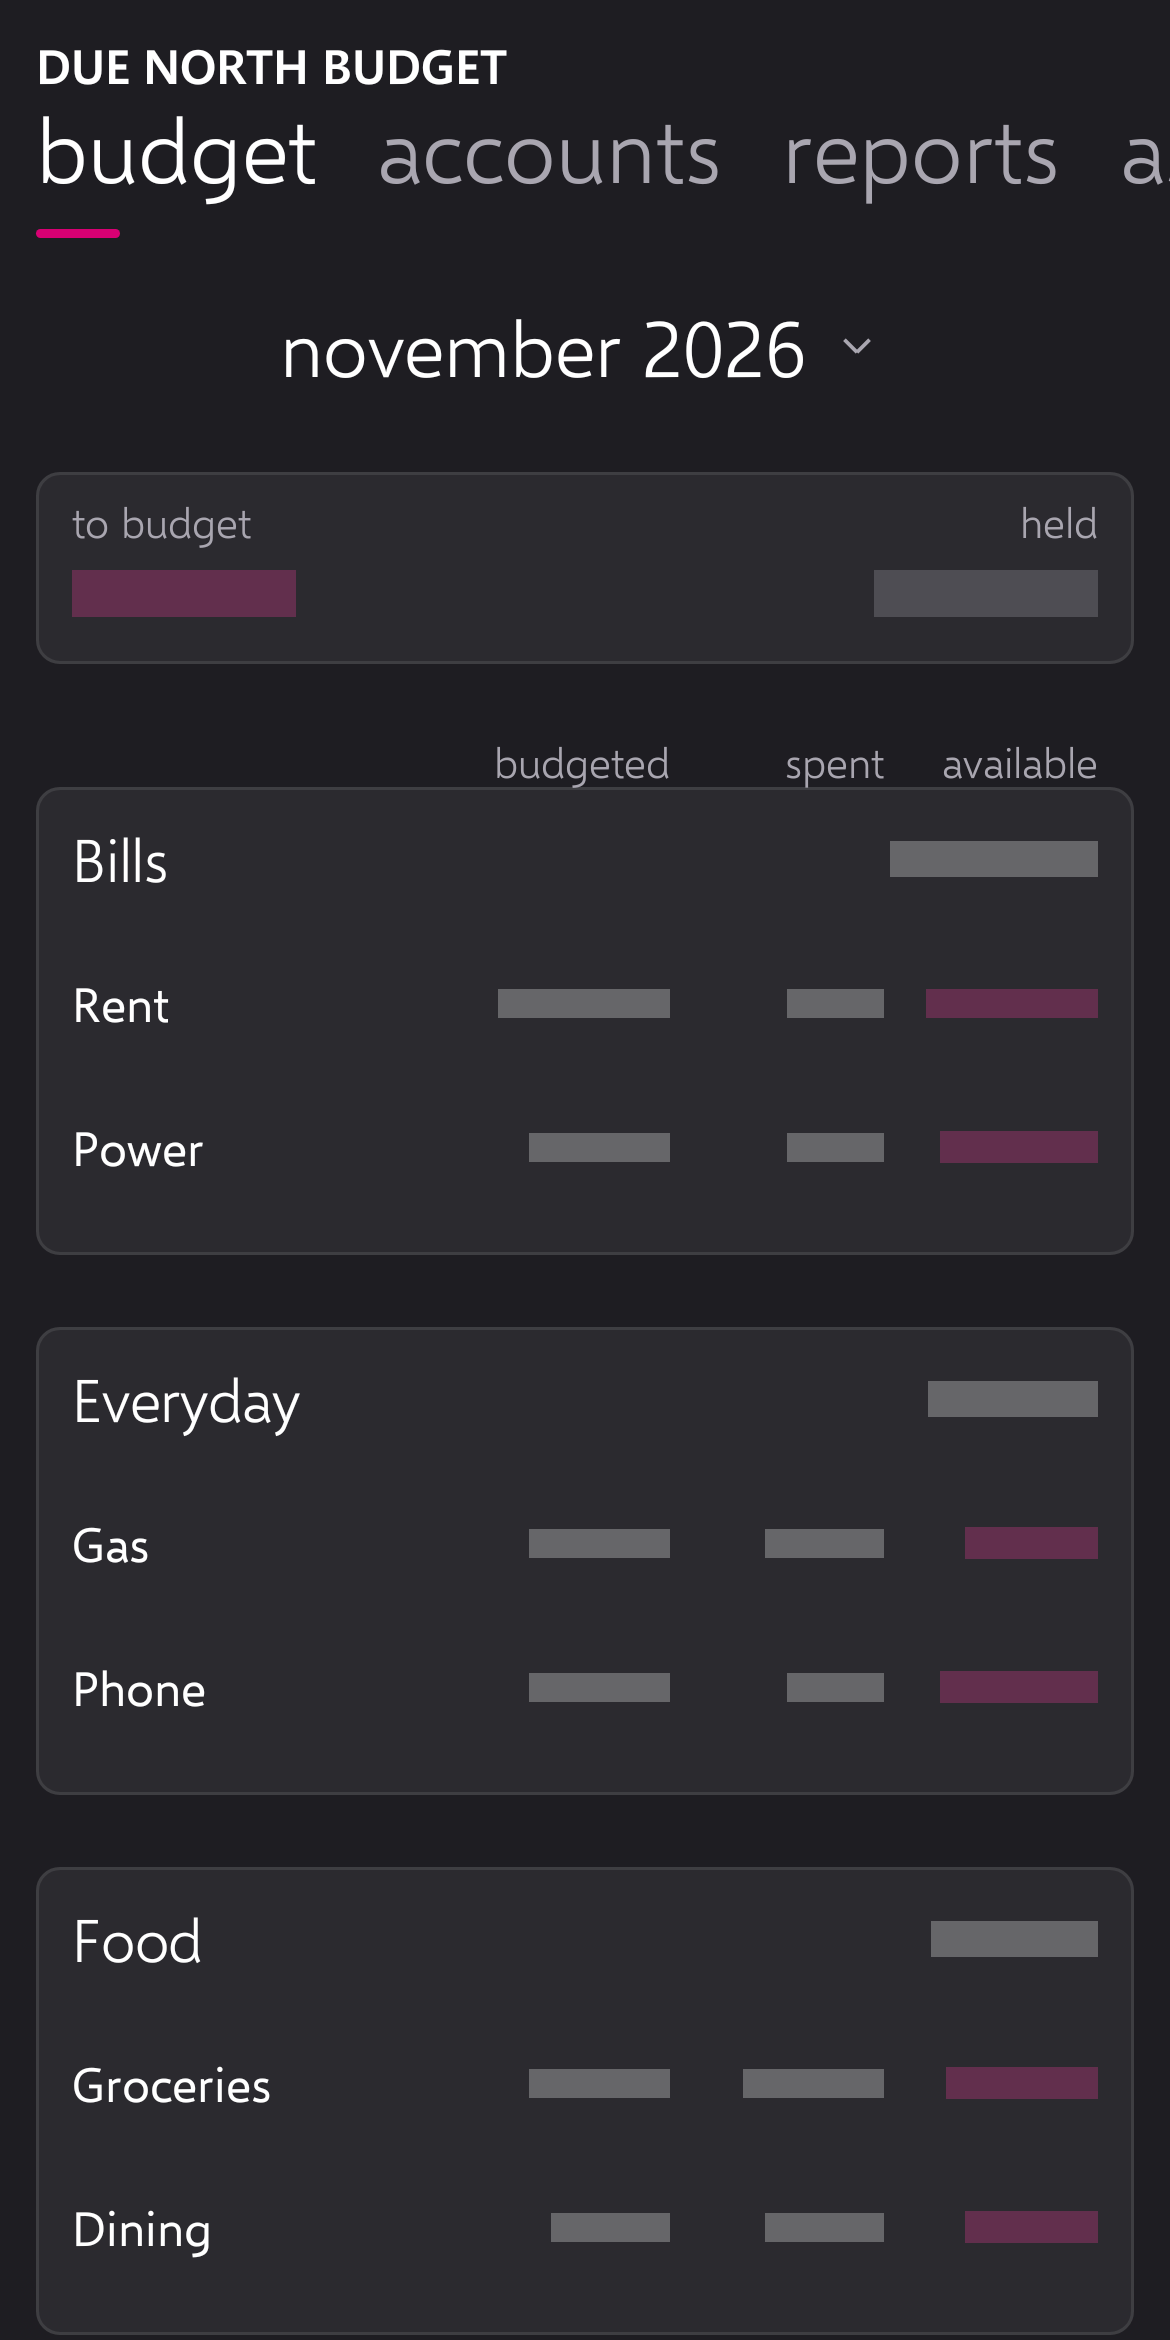 DUE NORTH BUDGET
budget accounts reports
november 2026
to budget held
budgeted spent available
Bills
Rent
Power
Everyday
Gas
Phone
Food
Groceries
Dining